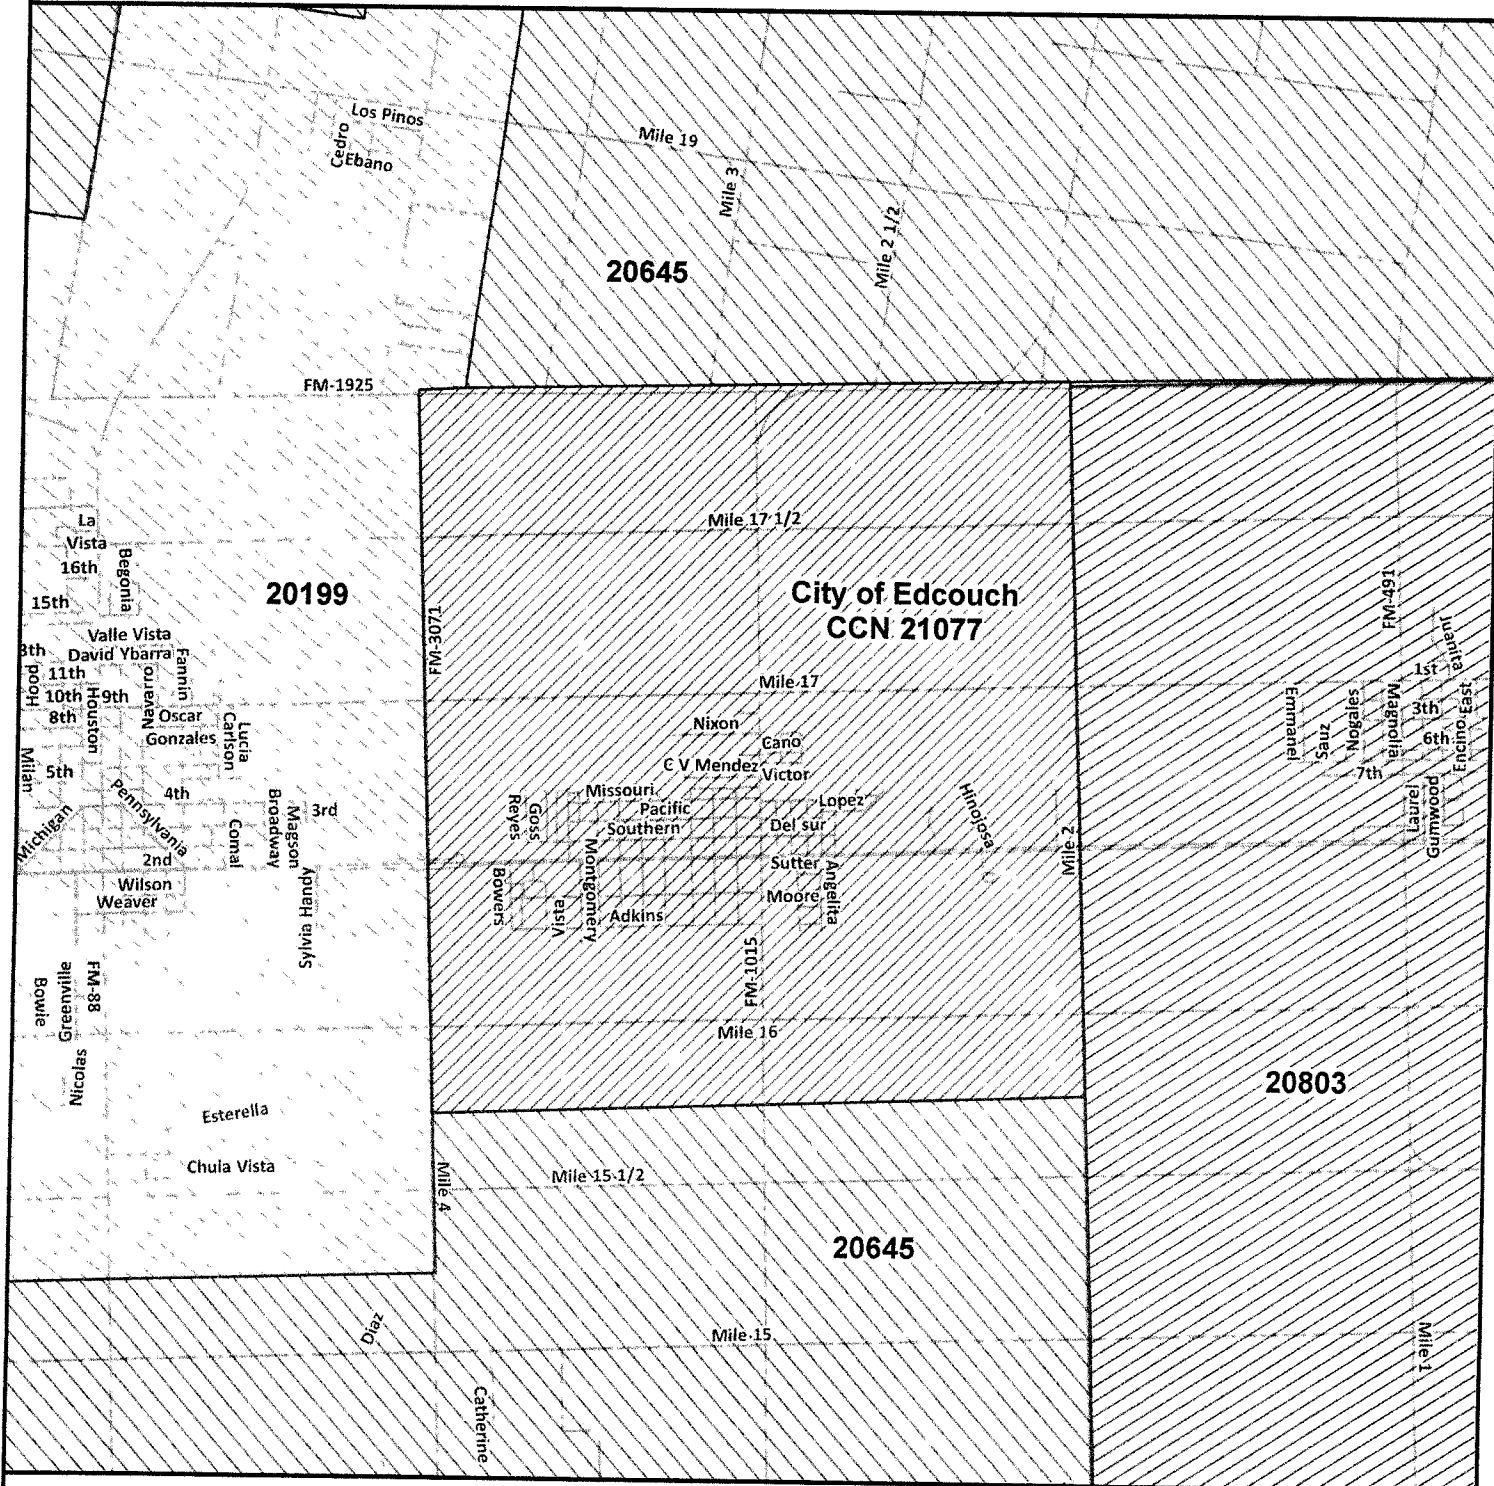 Los Pinos
Cedro
Ebano
Mile 19
Mile 3
Mile 2 1/2
20645
FM-1925
La
Vista
16th
Begonia
15th
20199
Mile 17 1/2
City of Edcouch
CCN 21077
FM-3071
FM-491
Valle Vista
David Ybarra
Fannin
11th
Hood
10th
Houston
9th
Navarro
8th
Oscar
Gonzales
Carlson
Lucia
Milan
5th
4th
Pennsylvania
Michigan
Comal
Broadway
Magson
3rd
2nd
Wilson
Weaver
Sylvia Handy
Mile 17
Nixon
Cano
C V Mendez
Victor
Missouri
Reyes
Goss
Pacific
Southern
Lopez
Del sur
Hinojosa
Mile 2
Montgomery
Sutter
Moore
Angelita
Bowers
Vista
Adkins
FM-1015
Juanita
1st
Emmanel
Sauz
Nogales
Magnolia
3th
East
6th
Encino
7th
Laurel
Gumwood
FM-88
Greenville
Bowie
Nicolas
Mile 16
20803
Esterella
Chula Vista
Mile 4
Mile 15 1/2
20645
Diaz
Mile 15
Mile 1
Catherine